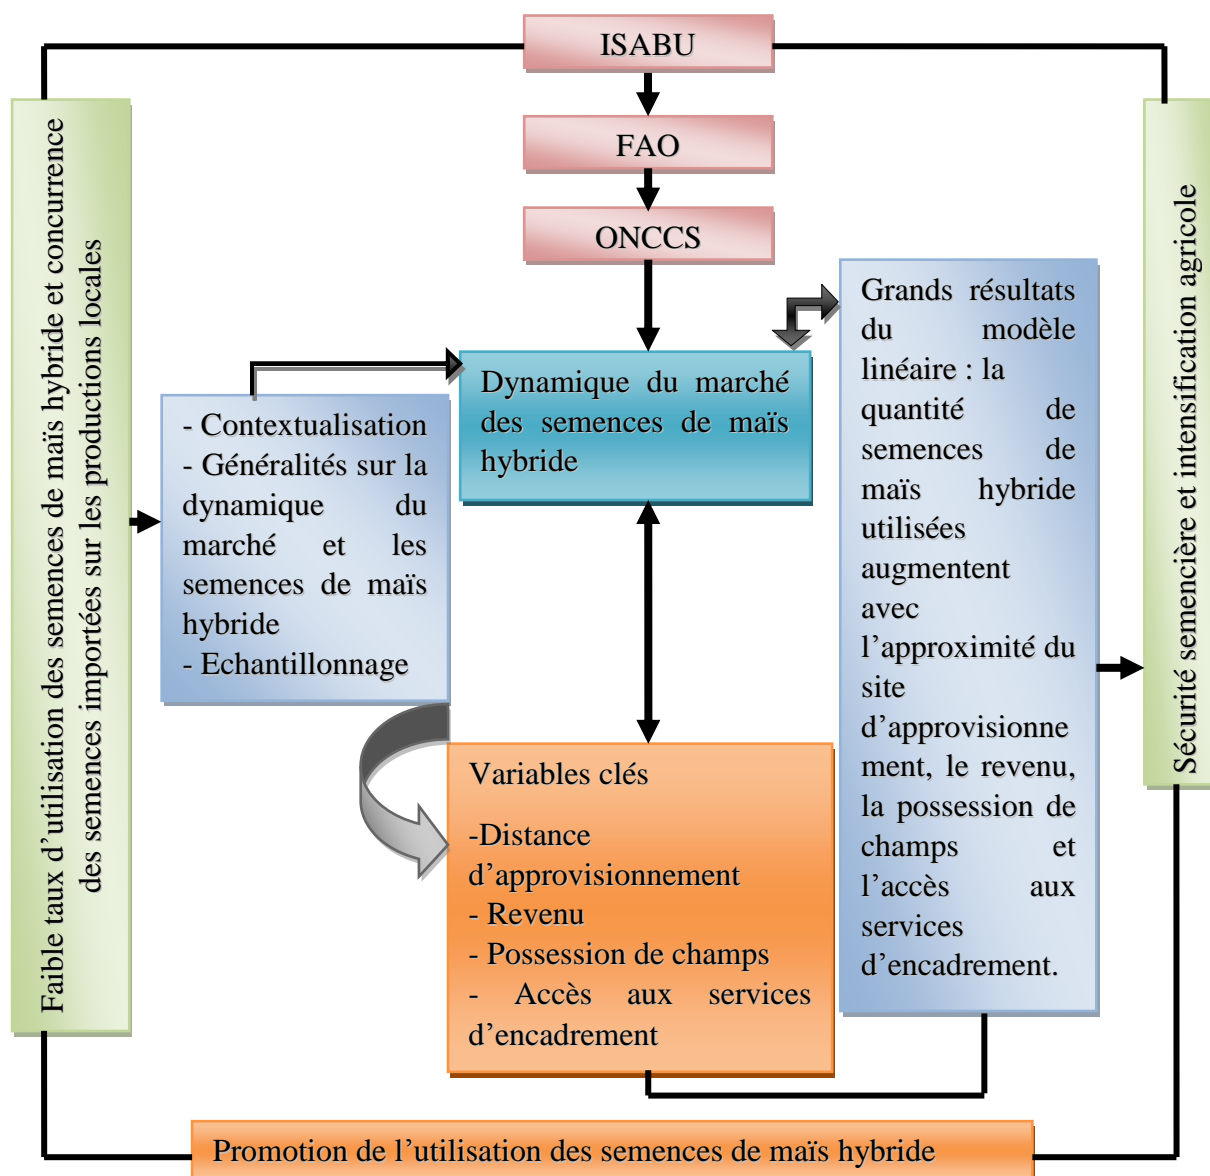 ISABU
FAO
ONCCS
Faible taux d’utilisation des semences de maïs hybride et concurrence
des semences importées sur les productions locales
- Contextualisation
- Généralités sur la
dynamique du
marché et les
semences de maïs
hybride
- Echantillonnage
Dynamique du marché
des semences de maïs
hybride
Variables clés
-Distance
d’approvisionnement
- Revenu
- Possession de champs
- Accès aux services
d’encadrement
Grands résultats
du modèle
linéaire : la
quantité de
semences de
maïs hybride
utilisées
augmentent
avec
l’approximité du
site
d’approvisionne
ment, le revenu,
la possession de
champs et
l’accès aux
services
d’encadrement.
Sécurité semencière et intensification agricole
Promotion de l’utilisation des semences de maïs hybride